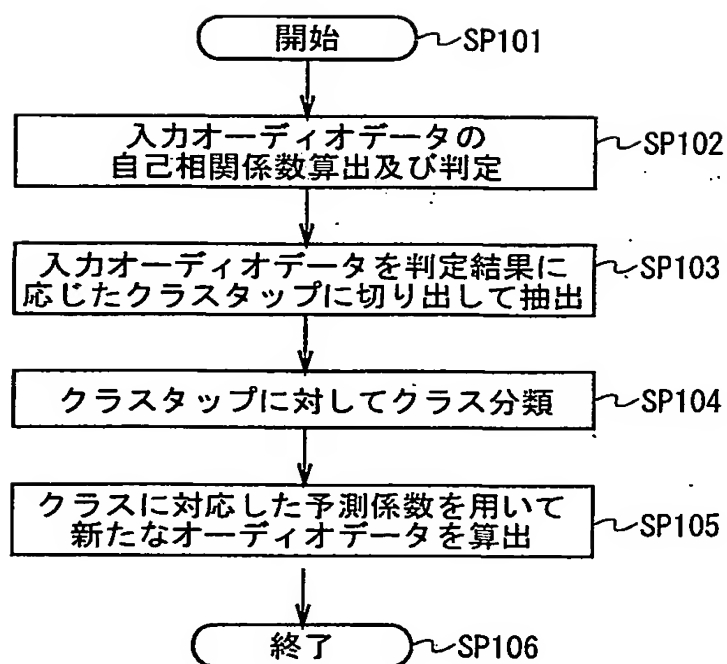 開始
SP101
入力オーディオデータの
自己相関係数算出及び判定
SP102
入力オーディオデータを判定結果に
応じたクラスタップに切り出して抽出
SP103
クラスタップに対してクラス分類
SP104
クラスに対応した予測係数を用いて
新たなオーディオデータを算出
SP105
終了
SP106